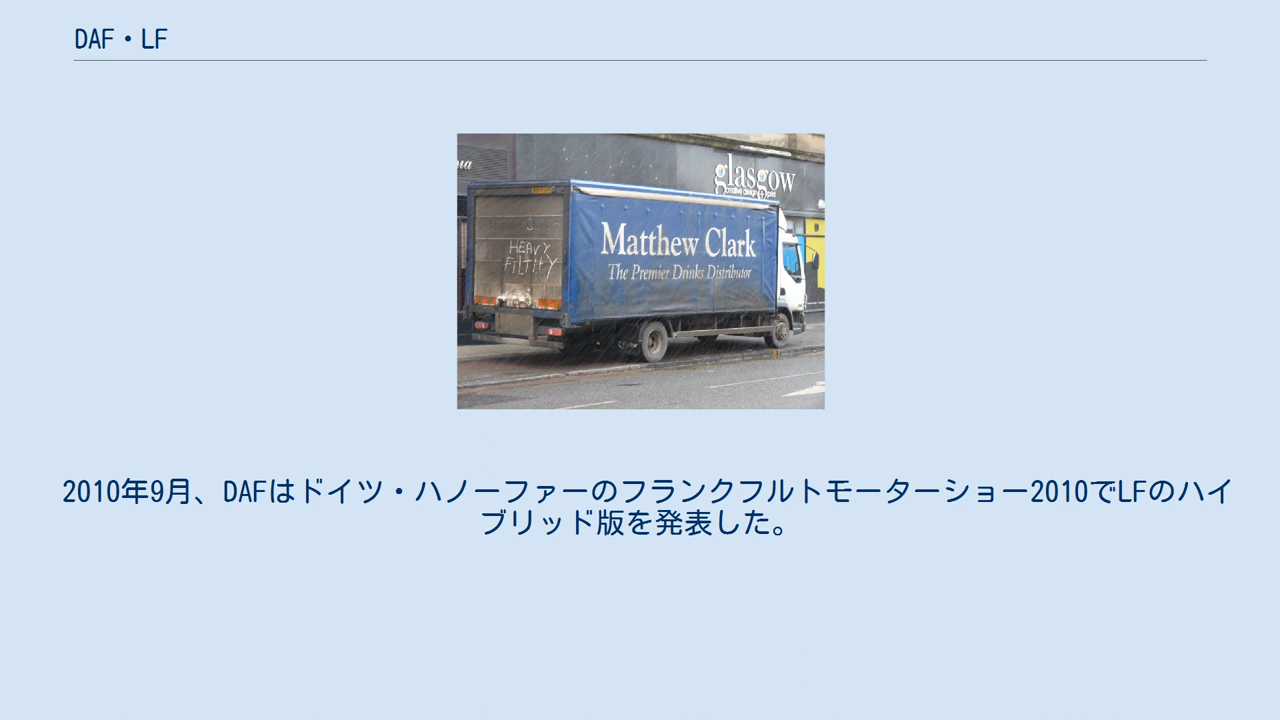 DAF・LF
glasgow
creative design + print
HEAVY
FILTHY
Matthew Clark
The Premier Drinks Distributor
2010年9月、DAFはドイツ・ハノーファーのフランクフルトモーターショー2010でLFのハイ
ブリッド版を発表した。